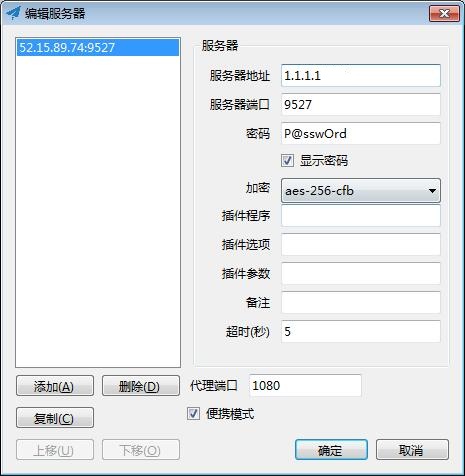 编辑服务器
52.15.89.74:9527
服务器
服务器地址 1.1.1.1
服务器端口 9527
密码 P@sswOrd
显示密码
加密 aes-256-cfb
插件程序
插件选项
插件参数
备注
超时(秒) 5
添加(A) 删除(D) 代理端口 1080
复制(C) 便携模式
上移(U) 下移(O) 确定 取消